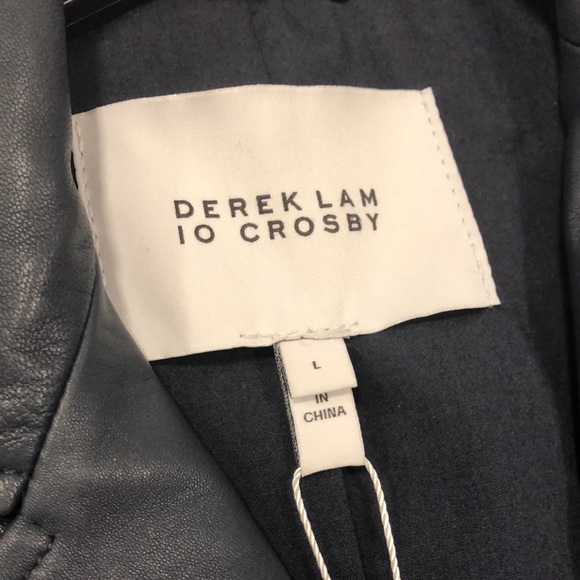 DEREK LAM
10 CROSBY
L
IN
CHINA